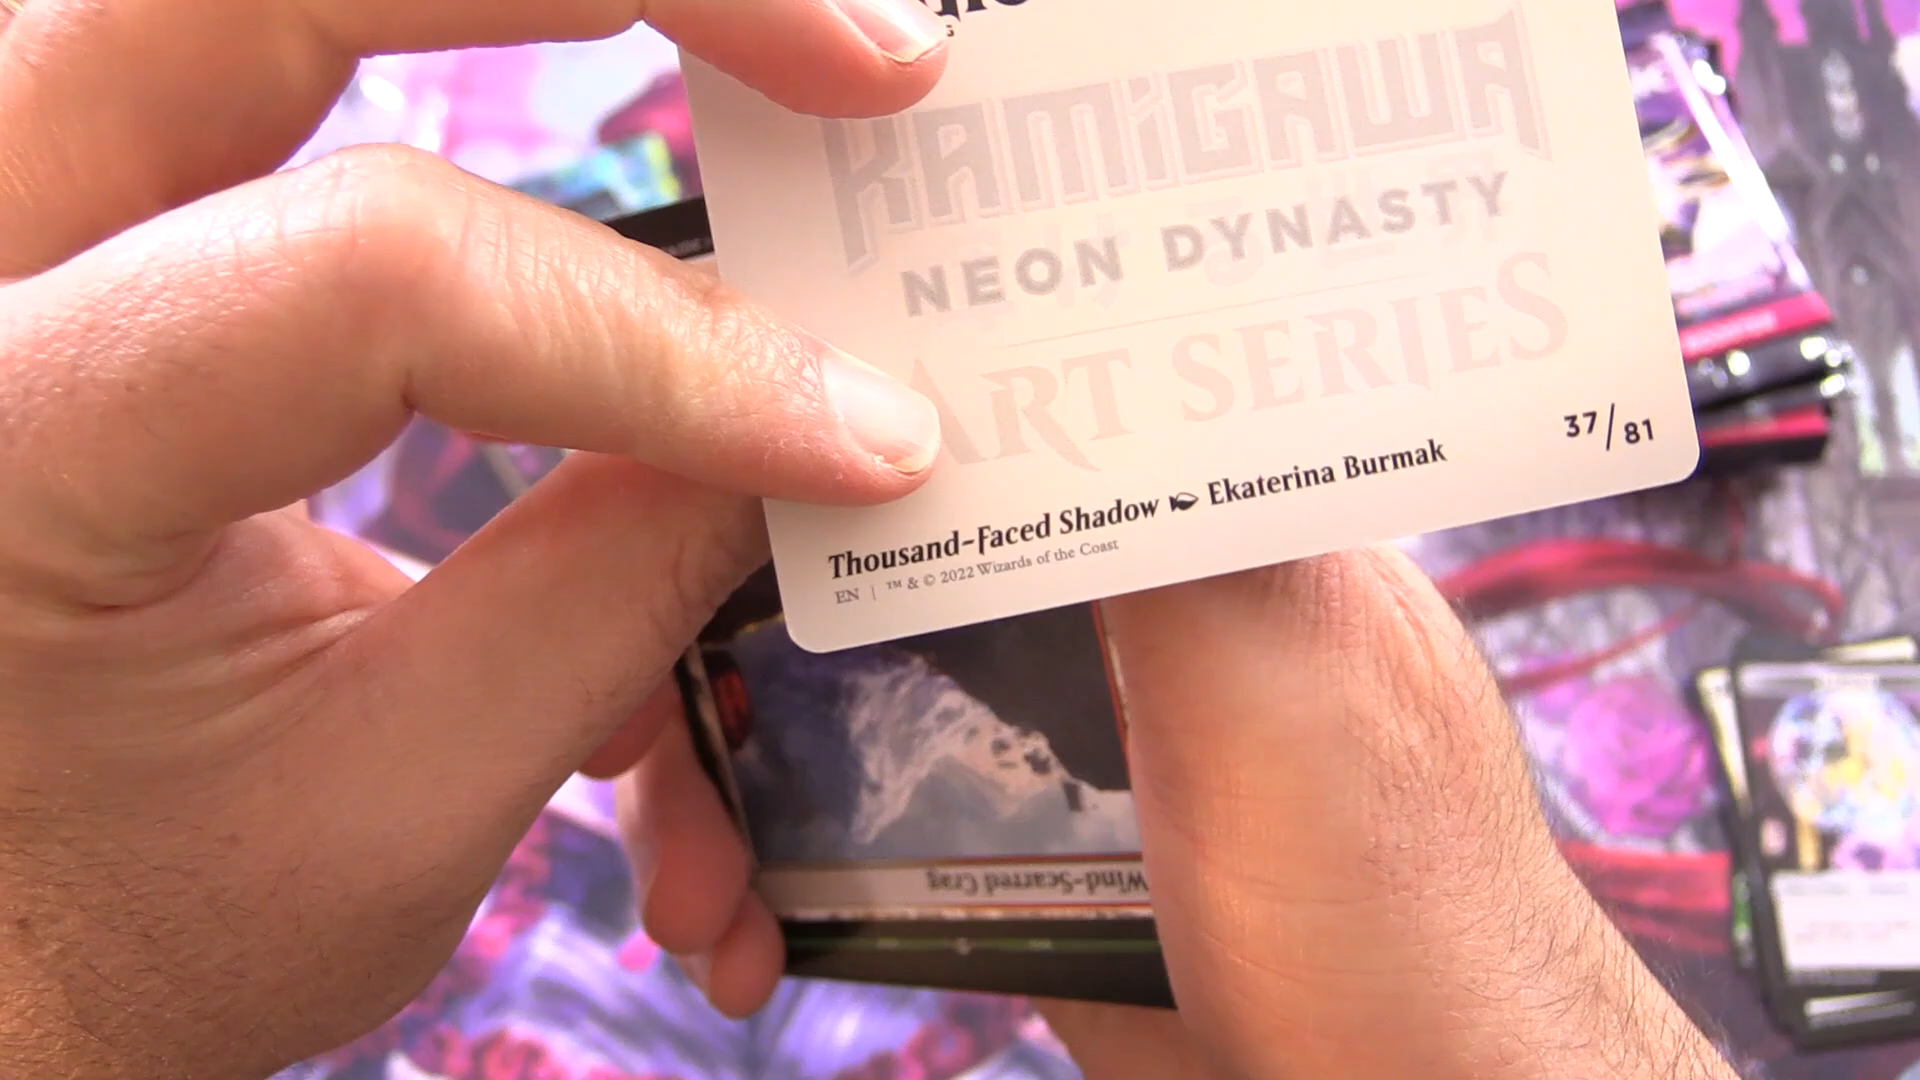 KAMIGAWA
NEON DYNASTY
ART SERIES
37/81
Thousand-Faced Shadow Ekaterina Burmak
EN | ™ & © 2022 Wizards of the Coast
Wind-Scarred Crag